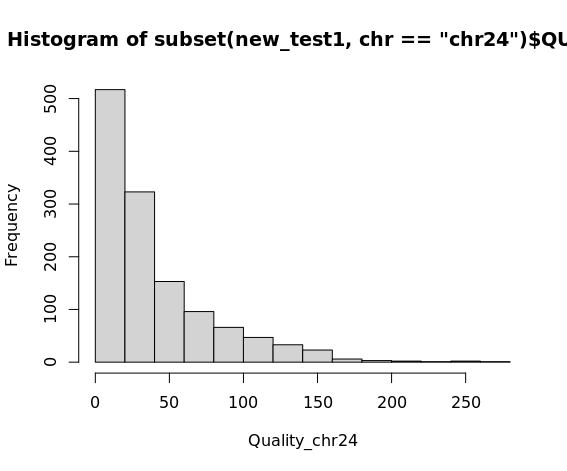 Histogram of subset(new_test1, chr == "chr24")$QU
Frequency
500
400
300
200
100
0
0 50 100 150 200 250
Quality_chr24